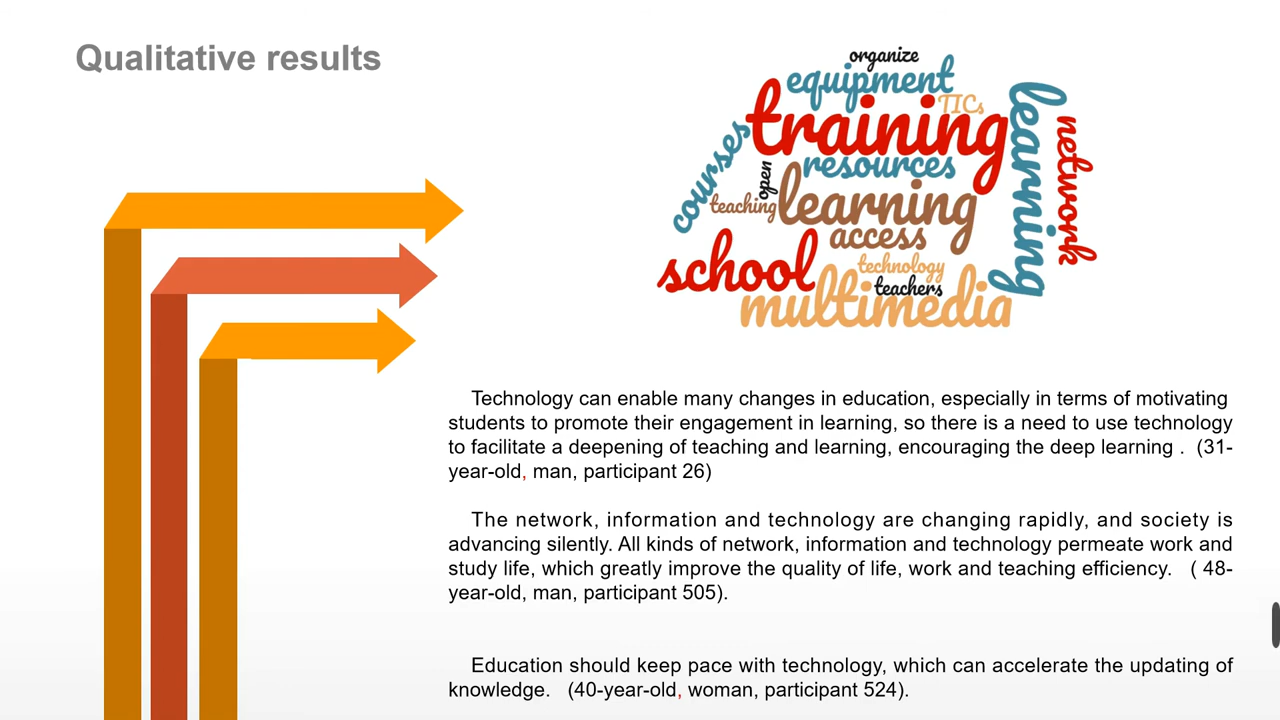 Qualitative results
organize
equipment
TICs
training
courses
resources
open
teaching
learning
learning
network
access
school
technology
teachers
multimedia
Technology can enable many changes in education, especially in terms of motivating
students to promote their engagement in learning, so there is a need to use technology
to facilitate a deepening of teaching and learning, encouraging the deep learning . (31-
year-old, man, participant 26)
The network, information and technology are changing rapidly, and society is
advancing silently. All kinds of network, information and technology permeate work and
study life, which greatly improve the quality of life, work and teaching efficiency. ( 48-
year-old, man, participant 505).
Education should keep pace with technology, which can accelerate the updating of
knowledge. (40-year-old, woman, participant 524).